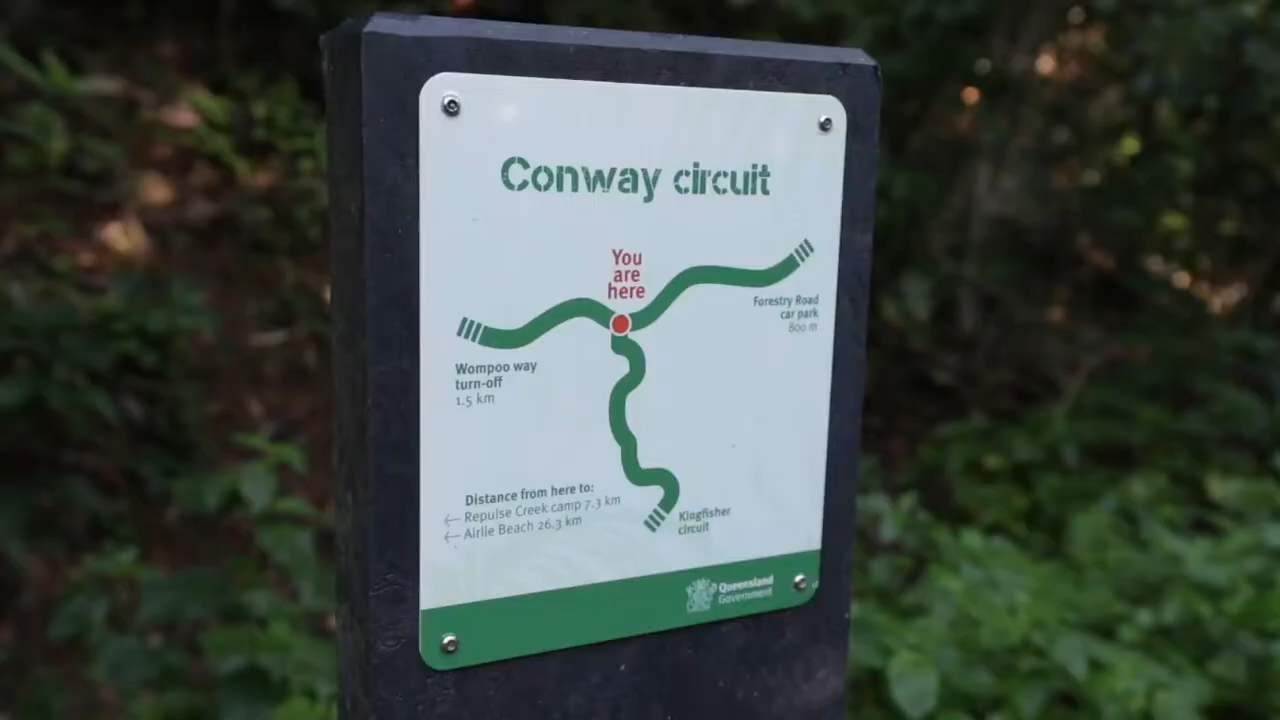 Conway circuit
You
are
here
Forestry Road
car park
800 m
Wompoo way
turn-off
1.5 km
Distance from here to:
← Repulse Creek camp 7.3 km
← Airlie Beach 26.3 km
Kingfisher
circuit
Queensland
Government